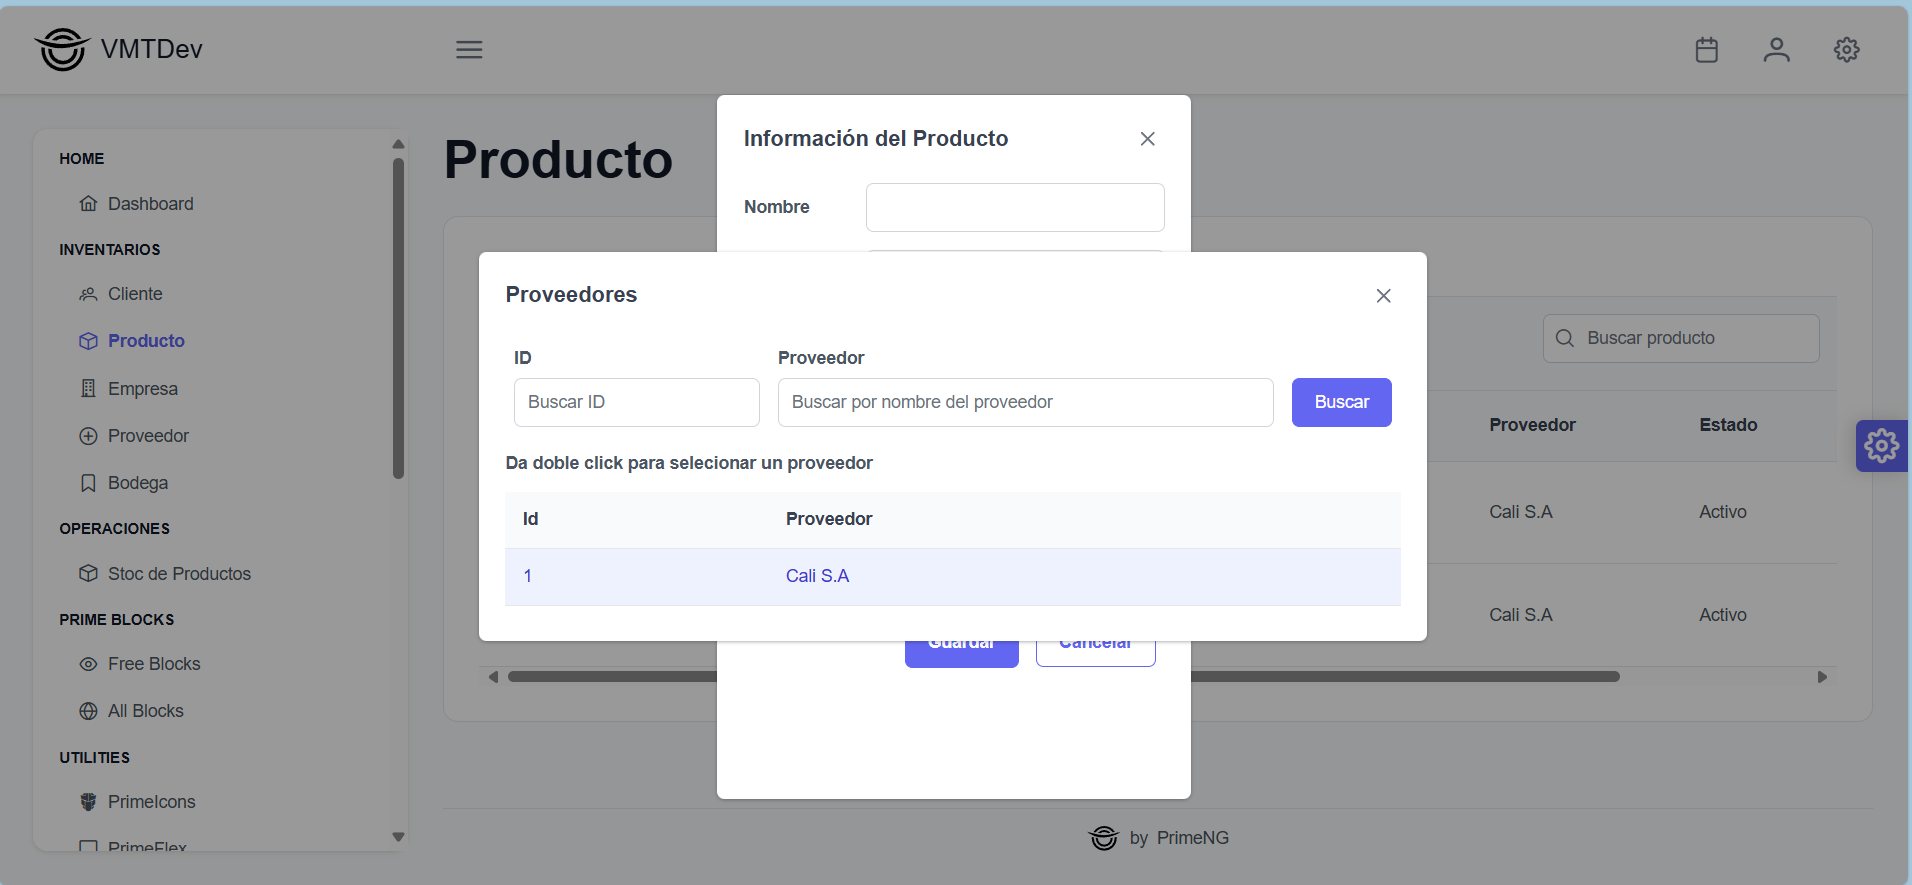 VMTDev
HOME
Dashboard
INVENTARIOS
Cliente
Producto
Empresa
Proveedor
Bodega
OPERACIONES
Stoc de Productos
PRIME BLOCKS
Free Blocks
All Blocks
UTILITIES
PrimeIcons
PrimeFlex
Producto
Información del Producto
Nombre
Proveedores
ID
Proveedor
Buscar ID
Buscar por nombre del proveedor
Buscar
Da doble click para selecionar un proveedor
Id Proveedor
1 Cali S.A
Guardar Cancelar
Buscar producto
Proveedor Estado
Cali S.A Activo
Cali S.A Activo
by PrimeNG